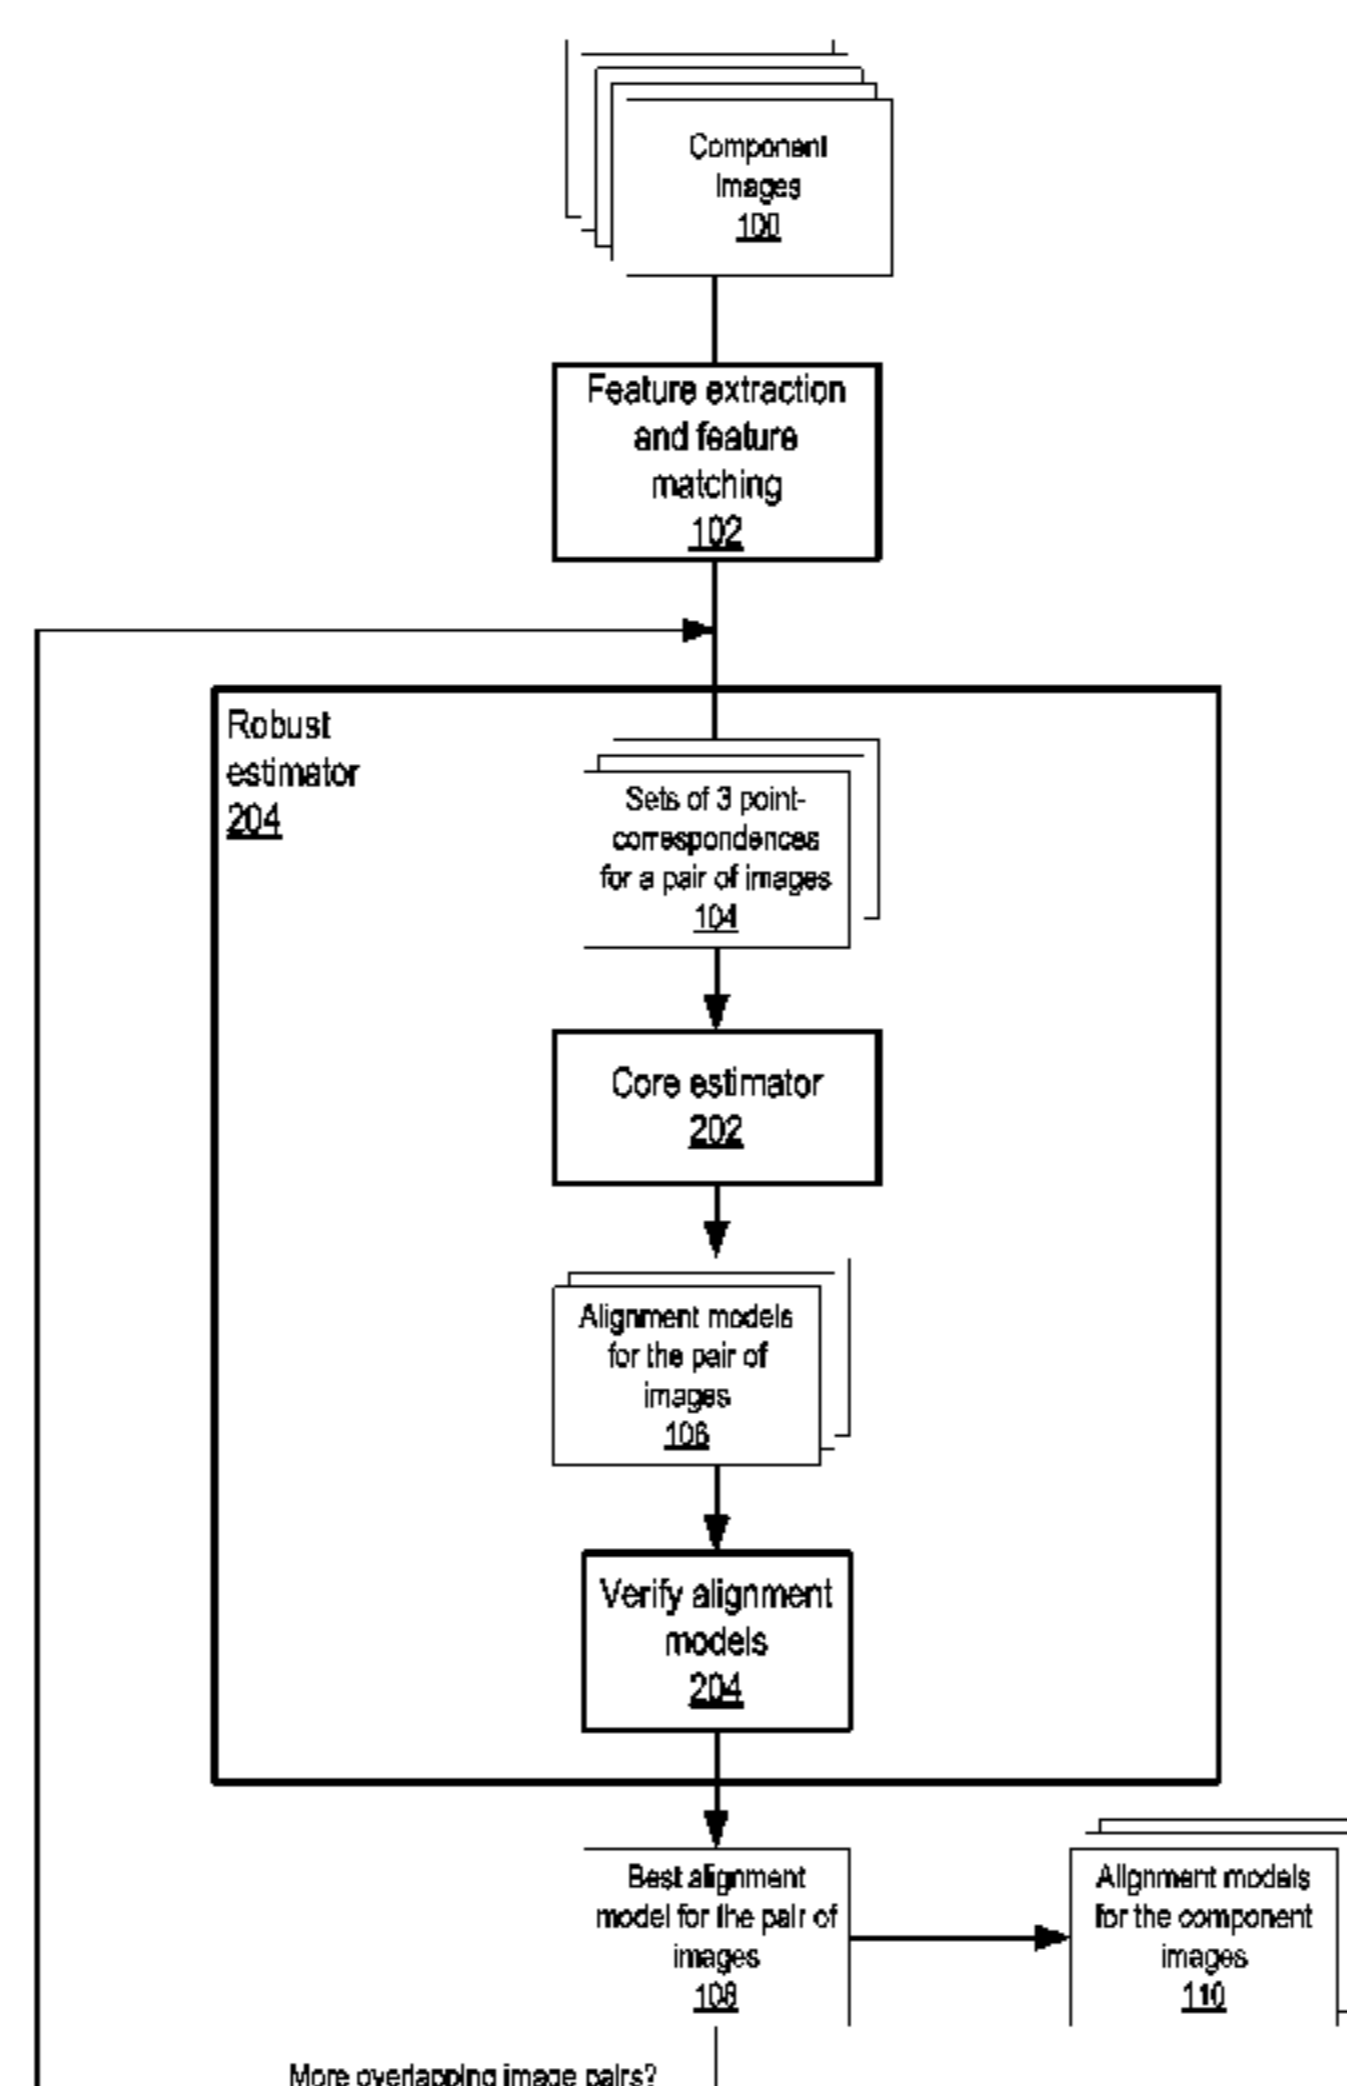 Component
Images
100
Feature extraction
and feature
matching
102
Robust
estimator
204
Sets of 3 point-
correspondences
for a pair of images
104
Core estimator
202
Alignment models
for the pair of
images
106
Verify alignment
models
204
Best alignment
model for the pair of
images
108
Alignment models
for the component
images
110
More overlapping image pairs?